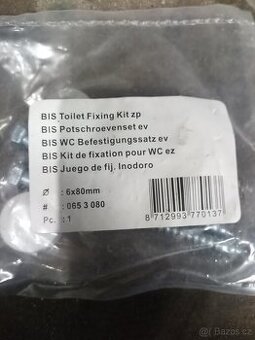 BIS Toilet Fixing Kit zp
BIS Potschroevenset ev
BIS WC Befestigungssatz ev
BIS Kit de fixation pour WC ez
BIS Juego de fij. Inodoro
Ø : 6x80mm
# : 065 3 080
Pc. : 1
8 712993 770137
Bazoš.cz